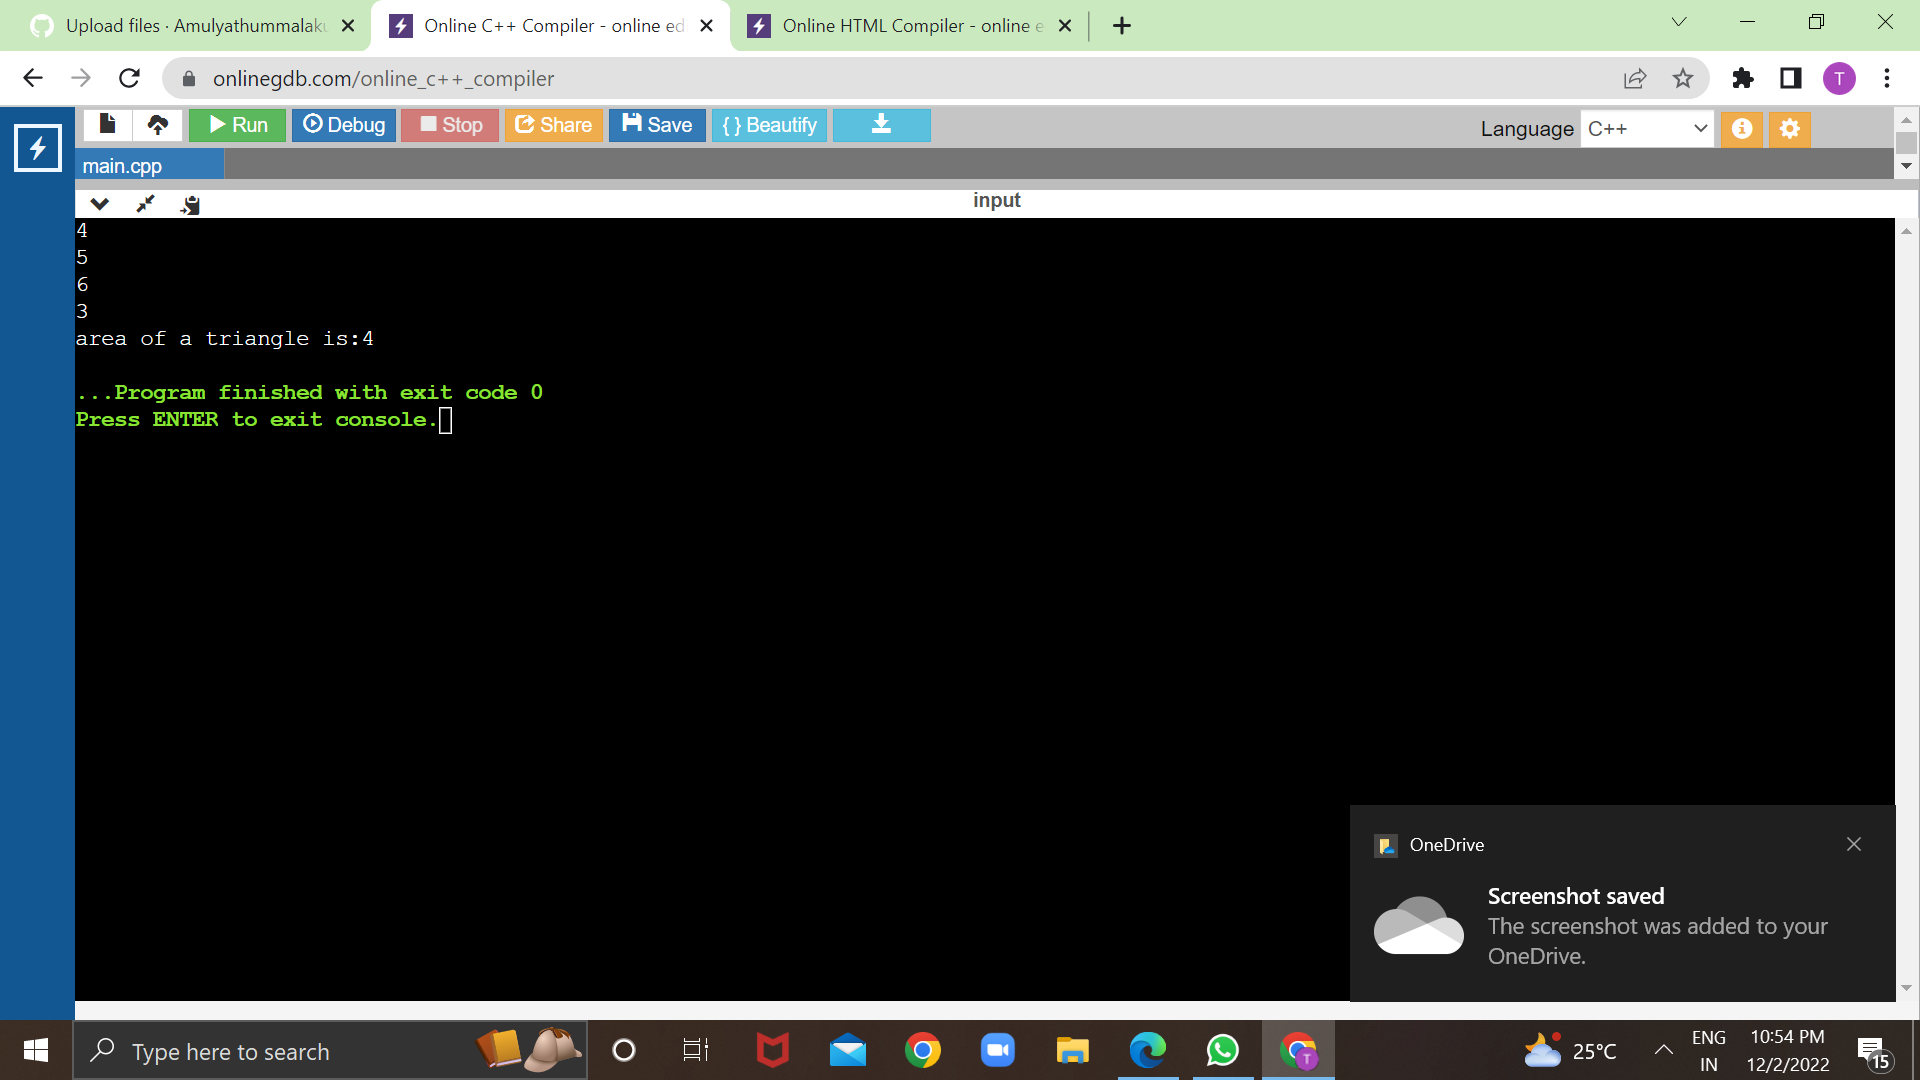 Upload files · Amulyathummalaku
Online C++ Compiler - online ed
Online HTML Compiler - online e
onlinegdb.com/online_c++_compiler
T
Run
Debug
Stop
Share
Save
{ } Beautify
Language
C++
main.cpp
input
4
5
6
3
area of a triangle is:4
...Program finished with exit code 0
Press ENTER to exit console.
OneDrive
Screenshot saved
The screenshot was added to your
OneDrive.
Type here to search
T
25°C
ENG
IN
10:54 PM
12/2/2022
15